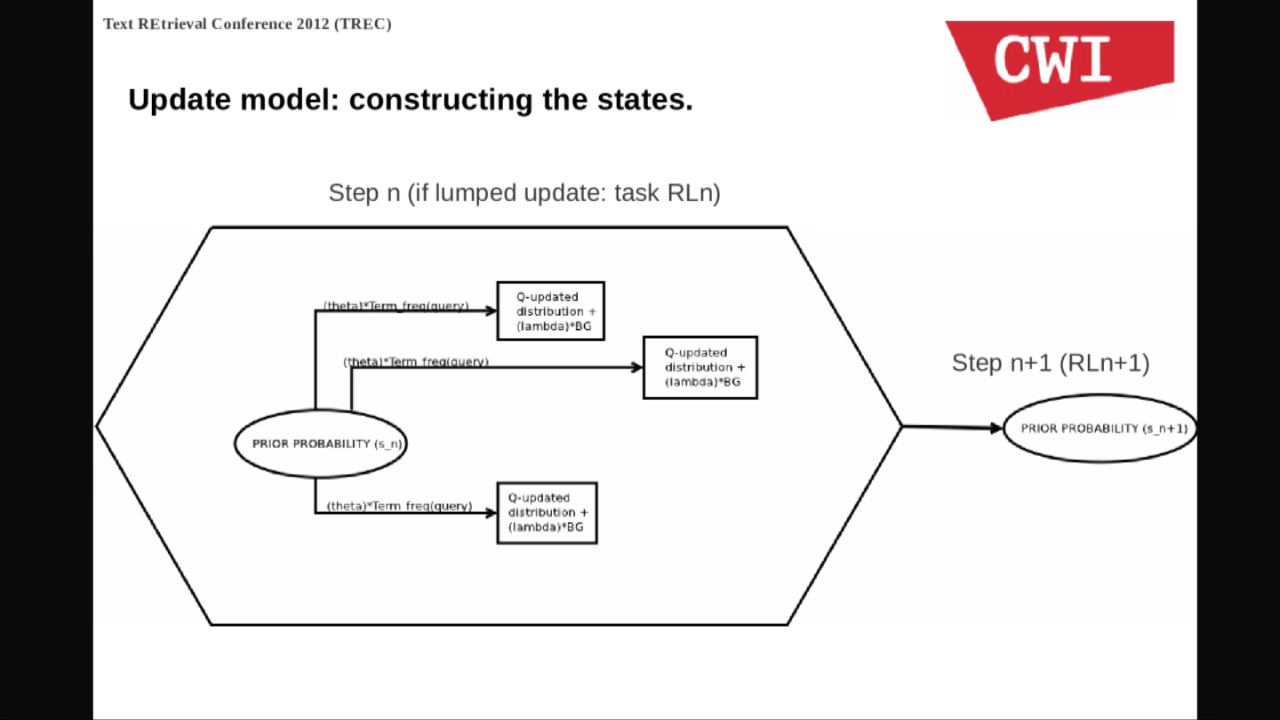 Text REtrieval Conference 2012 (TREC)
CWI
Update model: constructing the states.
Step n (if lumped update: task RLn)
(theta)*Term_freq(query)
Q-updated
distribution +
(lambda)*BG
(theta)*Term_freq(query)
Q-updated
distribution +
(lambda)*BG
Step n+1 (RLn+1)
PRIOR PROBABILITY (s_n)
PRIOR PROBABILITY (s_n+1)
(theta)*Term_freq(query)
Q-updated
distribution +
(lambda)*BG